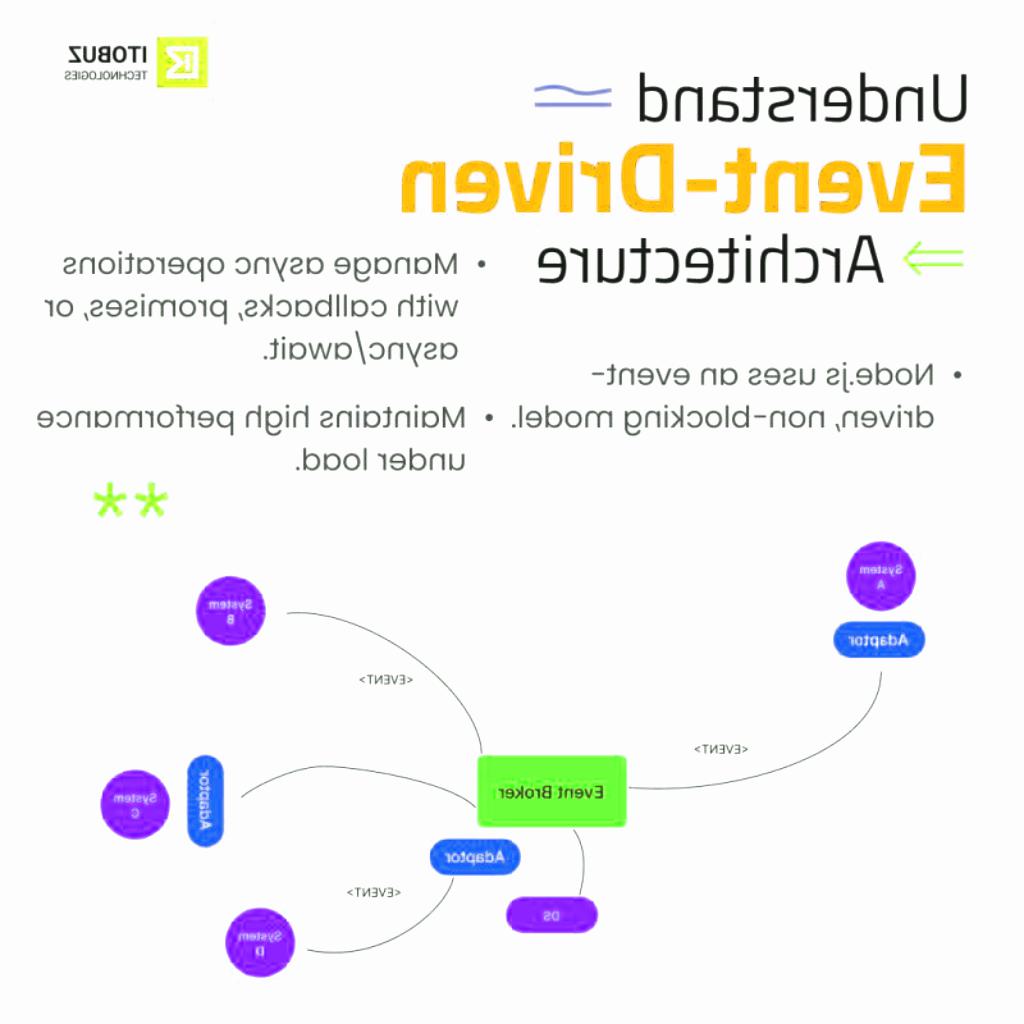 ITOBUZ
TECHNOLOGIES
Understand
Event-Driven
Architecture
• Node.js uses an event-
driven, non-blocking model.
• Manage async operations
with callbacks, promises, or
async/await.
• Maintains high performance
under load.
**
System
A
Adaptor
<EVENT>
Event Broker
System
B
<EVENT>
Adaptor
System
C
Adaptor
<EVENT>
System
D
DS